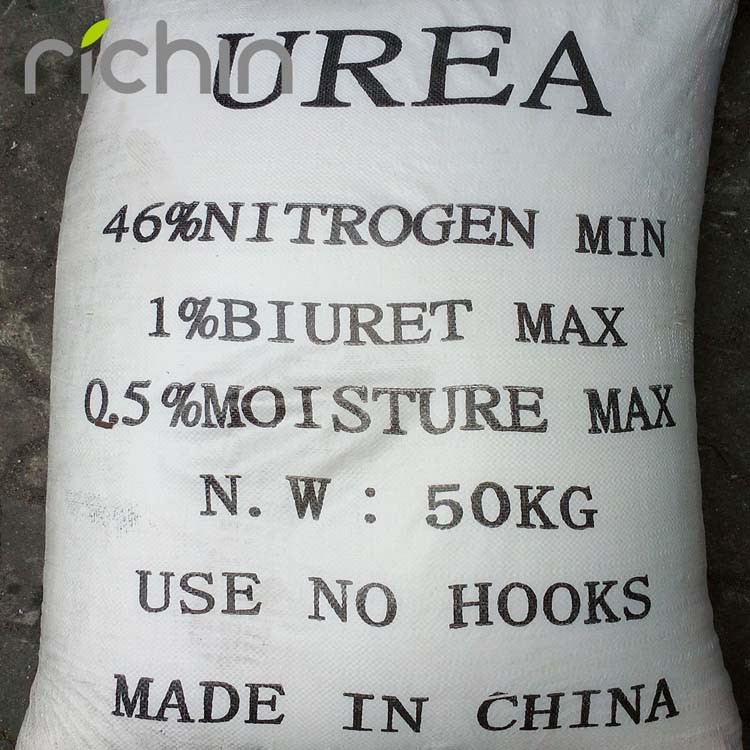 richin
UREA
46%NITROGEN MIN
1%BIURET MAX
0.5%MOISTURE MAX
N.W: 50KG
USE NO HOOKS
MADE IN CHINA